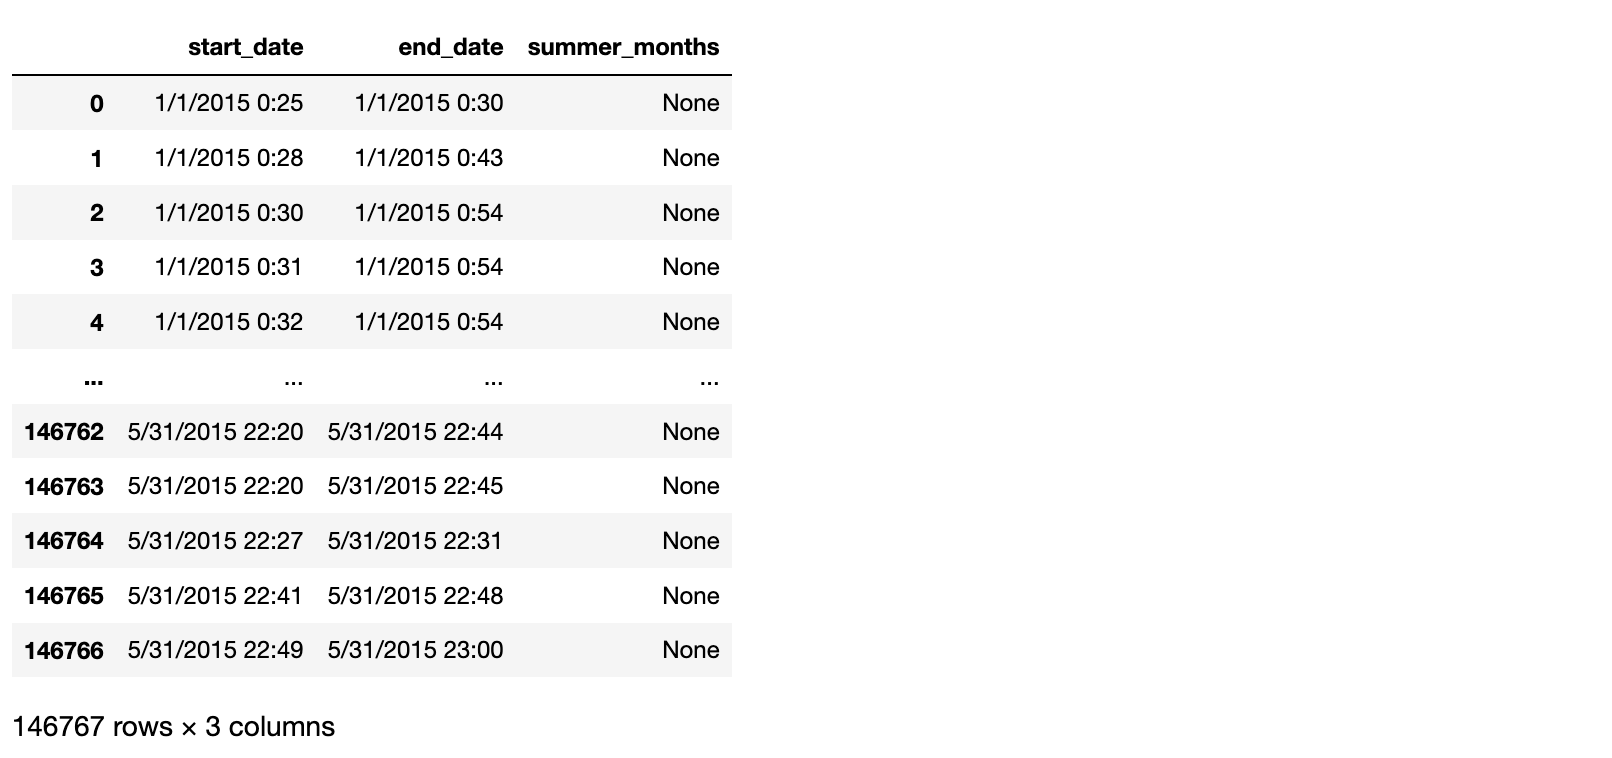 start_date end_date summer_months
0 1/1/2015 0:25 1/1/2015 0:30 None
1 1/1/2015 0:28 1/1/2015 0:43 None
2 1/1/2015 0:30 1/1/2015 0:54 None
3 1/1/2015 0:31 1/1/2015 0:54 None
4 1/1/2015 0:32 1/1/2015 0:54 None
... ... ... ...
146762 5/31/2015 22:20 5/31/2015 22:44 None
146763 5/31/2015 22:20 5/31/2015 22:45 None
146764 5/31/2015 22:27 5/31/2015 22:31 None
146765 5/31/2015 22:41 5/31/2015 22:48 None
146766 5/31/2015 22:49 5/31/2015 23:00 None
146767 rows × 3 columns